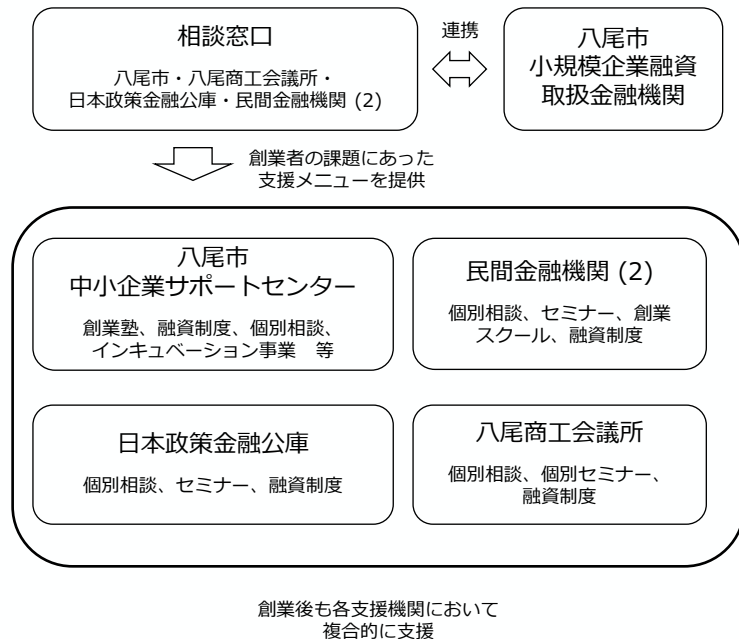 相談窓口
八尾市・八尾商工会議所・
日本政策金融公庫・民間金融機関 (2)
連携
八尾市
小規模企業融資
取扱金融機関
創業者の課題にあった
支援メニューを提供
八尾市
中小企業サポートセンター
創業塾、融資制度、個別相談、
インキュベーション事業　等
民間金融機関 (2)
個別相談、セミナー、創業
スクール、融資制度
日本政策金融公庫
個別相談、セミナー、融資制度
八尾商工会議所
個別相談、個別セミナー、
融資制度
創業後も各支援機関において
複合的に支援